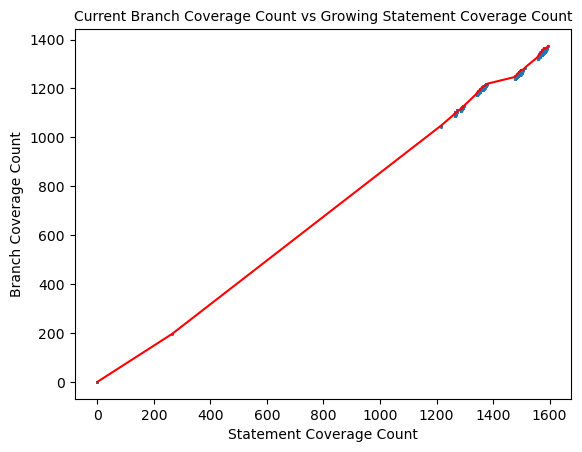 Current Branch Coverage Count vs Growing Statement Coverage Count
1400
1200
1000
800
600
400
200
0
Branch Coverage Count
0 200 400 600 800 1000 1200 1400 1600
Statement Coverage Count